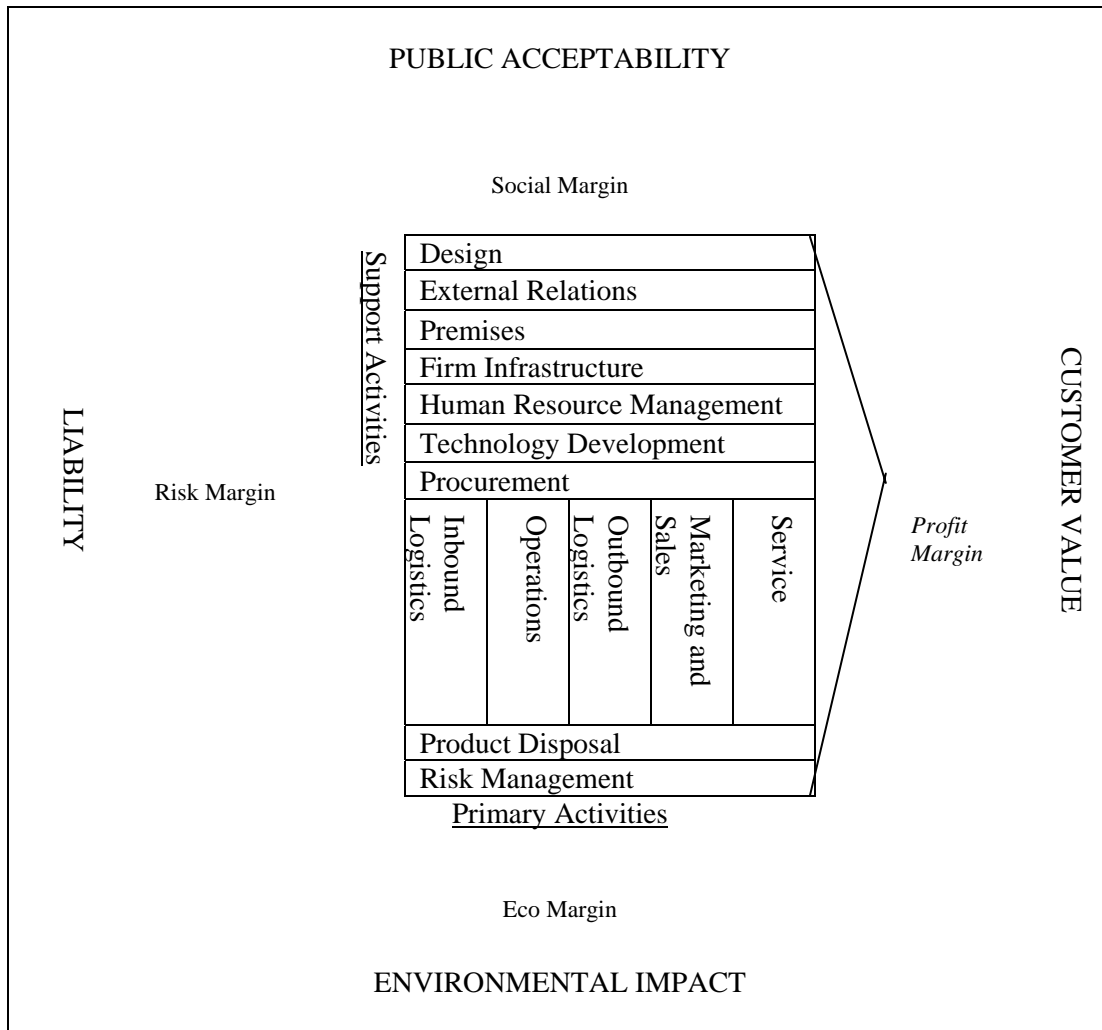 PUBLIC ACCEPTABILITY
Social Margin
Support Activities
Design
External Relations
Premises
Firm Infrastructure
Human Resource Management
Technology Development
Procurement
LIABILITY
Risk Margin
Inbound
Logistics
Operations
Outbound
Logistics
Marketing and
Sales
Service
Profit
Margin
CUSTOMER VALUE
Product Disposal
Risk Management
Primary Activities
Eco Margin
ENVIRONMENTAL IMPACT